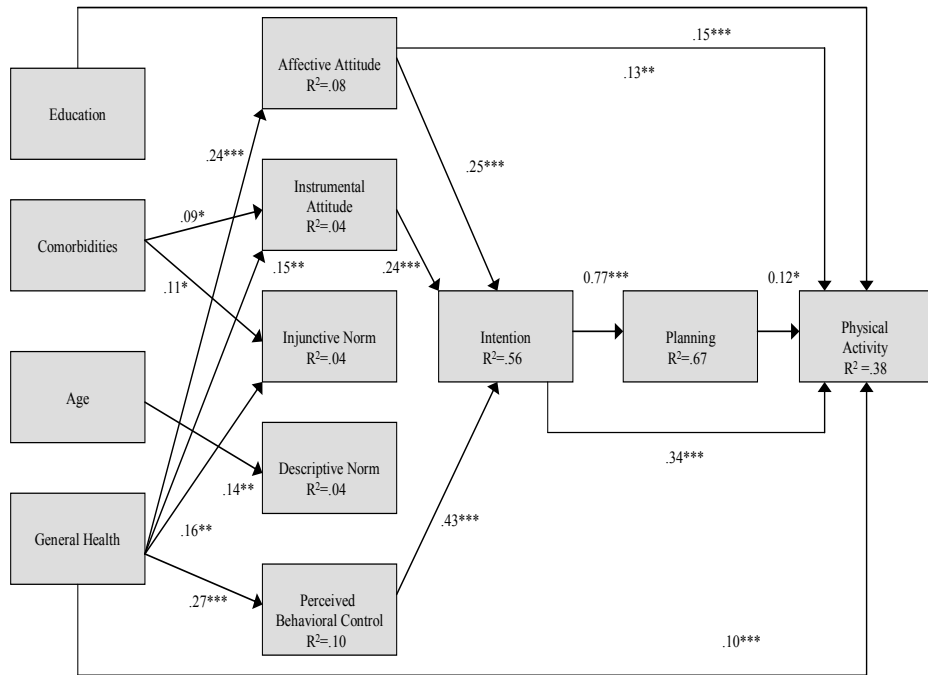 .15***
Affective Attitude
R²=.08
.13**
Education
.24***
.25***
Instrumental
Attitude
R²=.04
.09*
Comorbidities
.15**
.24***
0.77***
0.12*
.11*
Injunctive Norm
R²=.04
Intention
R²=.56
Planning
R²=.67
Physical
Activity
R² =.38
Age
Descriptive Norm
R²=.04
.34***
.14**
General Health
.16**
.43***
.27***
Perceived
Behavioral Control
R²=.10
.10***